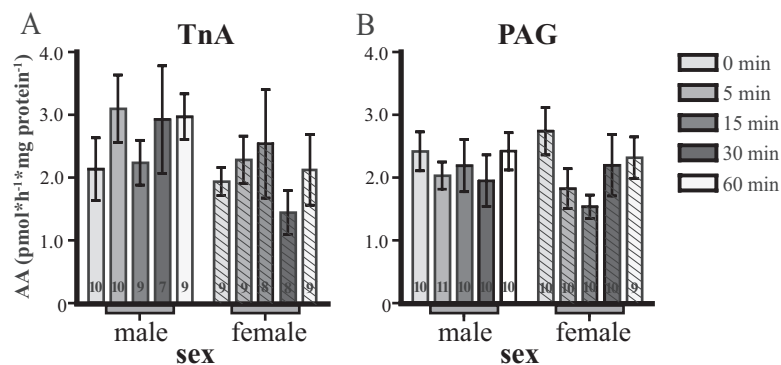 A TnA
B PAG
AA (pmol*h⁻¹*mg protein⁻¹)
4.0
3.0
2.0
1.0
0
10 10 9 7 9 9 9 8 8 9
male female
sex
4.0
3.0
2.0
1.0
0
10 11 10 10 10 10 10 10 10 9
male female
sex
0 min
5 min
15 min
30 min
60 min